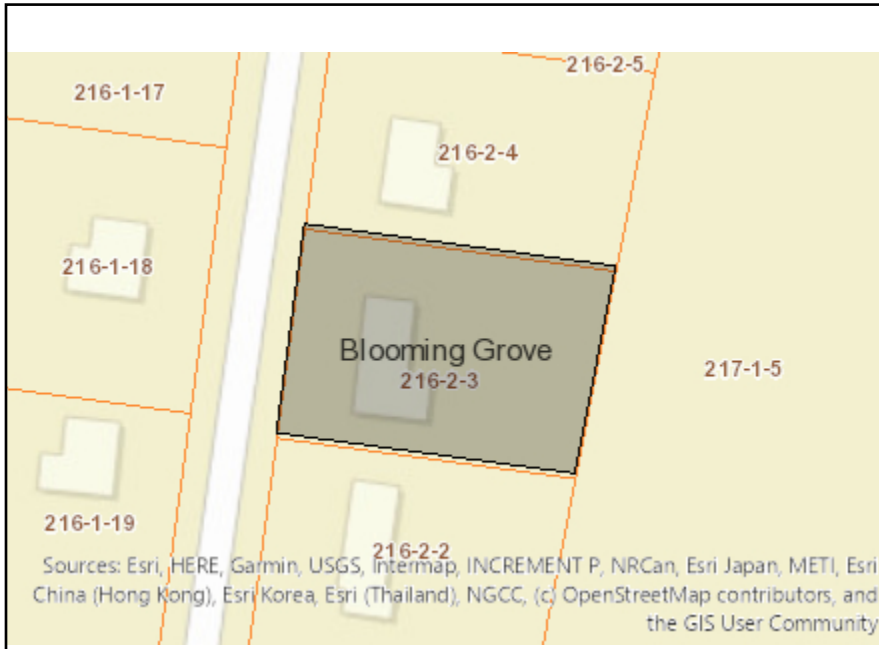 216-2-5
216-1-17
216-2-4
216-1-18
Blooming Grove
217-1-5
216-2-3
216-1-19
216-2-2
Sources: Esri, HERE, Garmin, USGS, Intermap, INCREMENT P, NRCan, Esri Japan, METI, Esri
China (Hong Kong), Esri Korea, Esri (Thailand), NGCC, (c) OpenStreetMap contributors, and
the GIS User Community